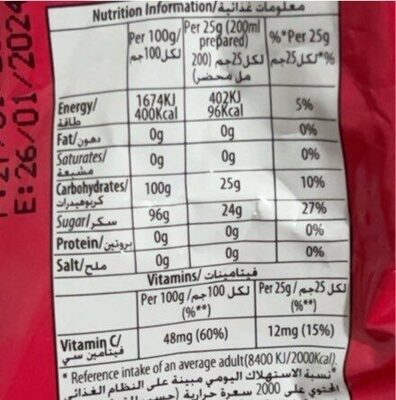 Nutrition Information/معلومات غذائية
Per 100g/ Per 25g (200ml %*Per 25g
لكل 100جم prepared) %*لكل 25جم
لكل 25جم (200
مل محضر)
Energy/ 1674KJ 402KJ 5%
طاقة 400Kcal 96Kcal
Fat/دهون 0g 0g 0%
Saturates/ 0g 0g 0%
مشبعة
Carbohydrates/ 100g 25g 10%
كربوهيدرات
Sugar/سكر 96g 24g 27%
Protein/بروتين 0g 0g 0%
Salt/ملح 0g 0g 0%
Vitamins/فيتامينات
Per 100g/لكل 100جم Per 25g/لكل 25جم
(%**) (%**)
Vitamin C/ 48mg (60%) 12mg (15%)
فيتامين سي
* Reference intake of an average adult(8400 KJ/2000Kcal).
*نسبة الاستهلاك اليومي مبينة على النظام الغذائي
على 2000 سعرة حرارية
E:26/01/2024